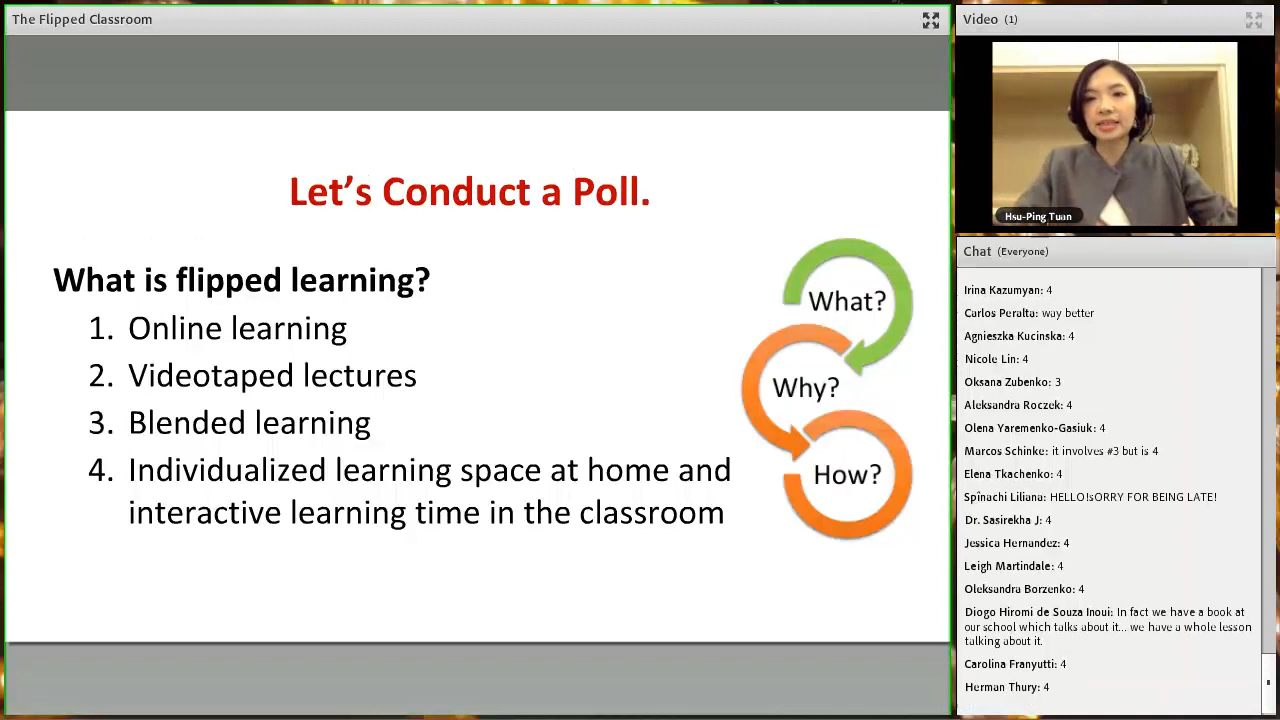 The Flipped Classroom
Let's Conduct a Poll.
What is flipped learning?
1. Online learning
2. Videotaped lectures
3. Blended learning
4. Individualized learning space at home and
interactive learning time in the classroom
What?
Why?
How?
Video (1)
Hsu-Ping Tuan
Chat (Everyone)
Irina Kazumyan: 4
Carlos Peralta: way better
Agnieszka Kucinska: 4
Nicole Lin: 4
Oksana Zubenko: 3
Aleksandra Roczek: 4
Olena Yaremenko-Gasiuk: 4
Marcos Schinke: it involves #3 but is 4
Elena Tkachenko: 4
Spînachi Liliana: HELLO!sORRY FOR BEING LATE!
Dr. Sasirekha J: 4
Jessica Hernandez: 4
Leigh Martindale: 4
Oleksandra Borzenko: 4
Diogo Hiromi de Souza Inoui: In fact we have a book at
our school which talks about it... we have a whole lesson
talking about it.
Carolina Franyutti: 4
Herman Thury: 4